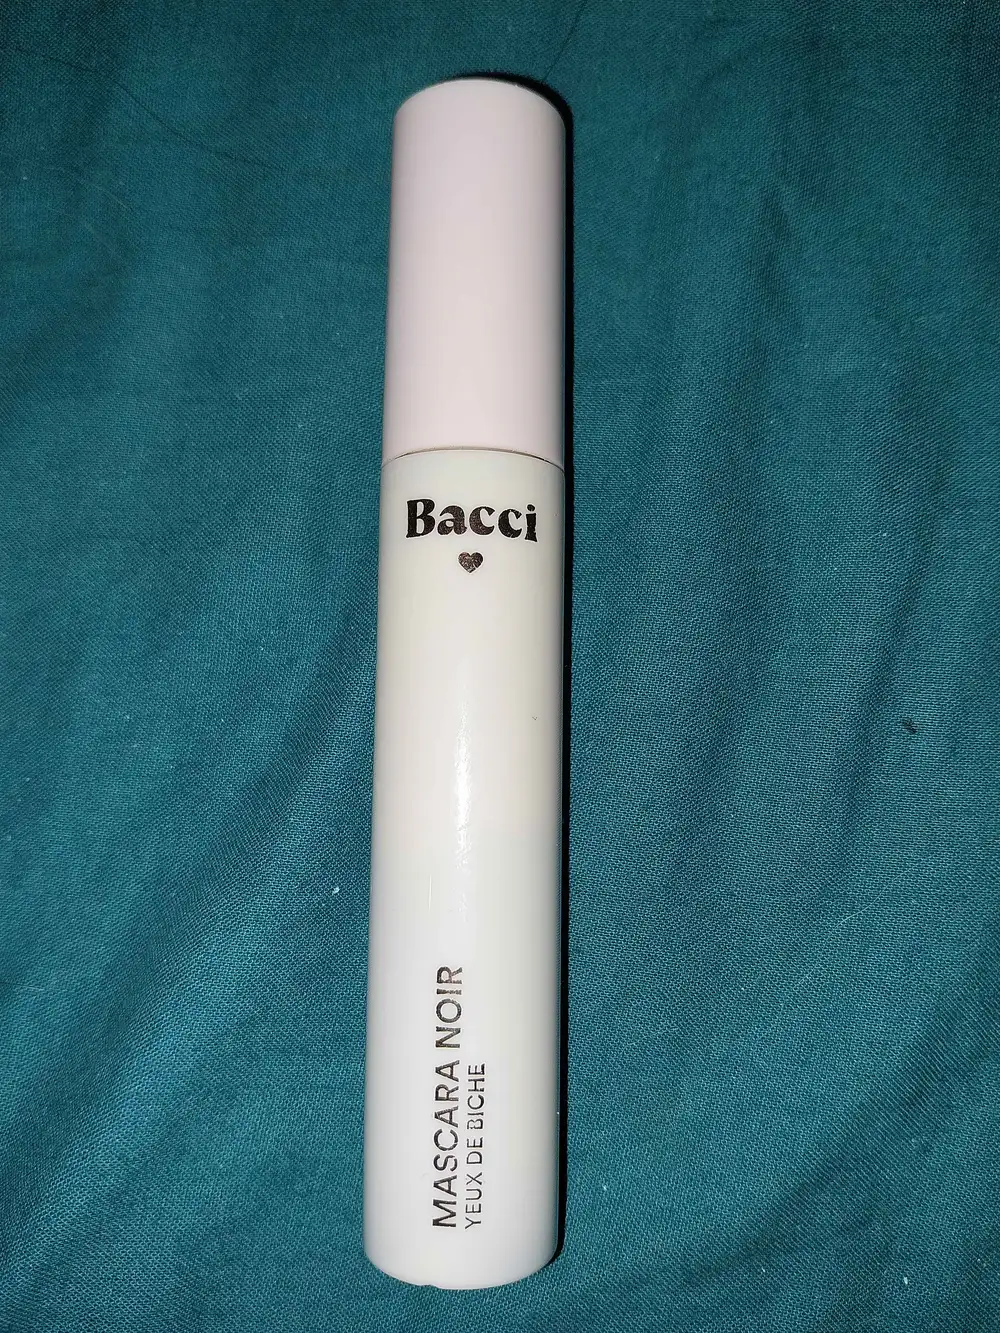 Bacci
MASCARA NOIR
YEUX DE BICHE